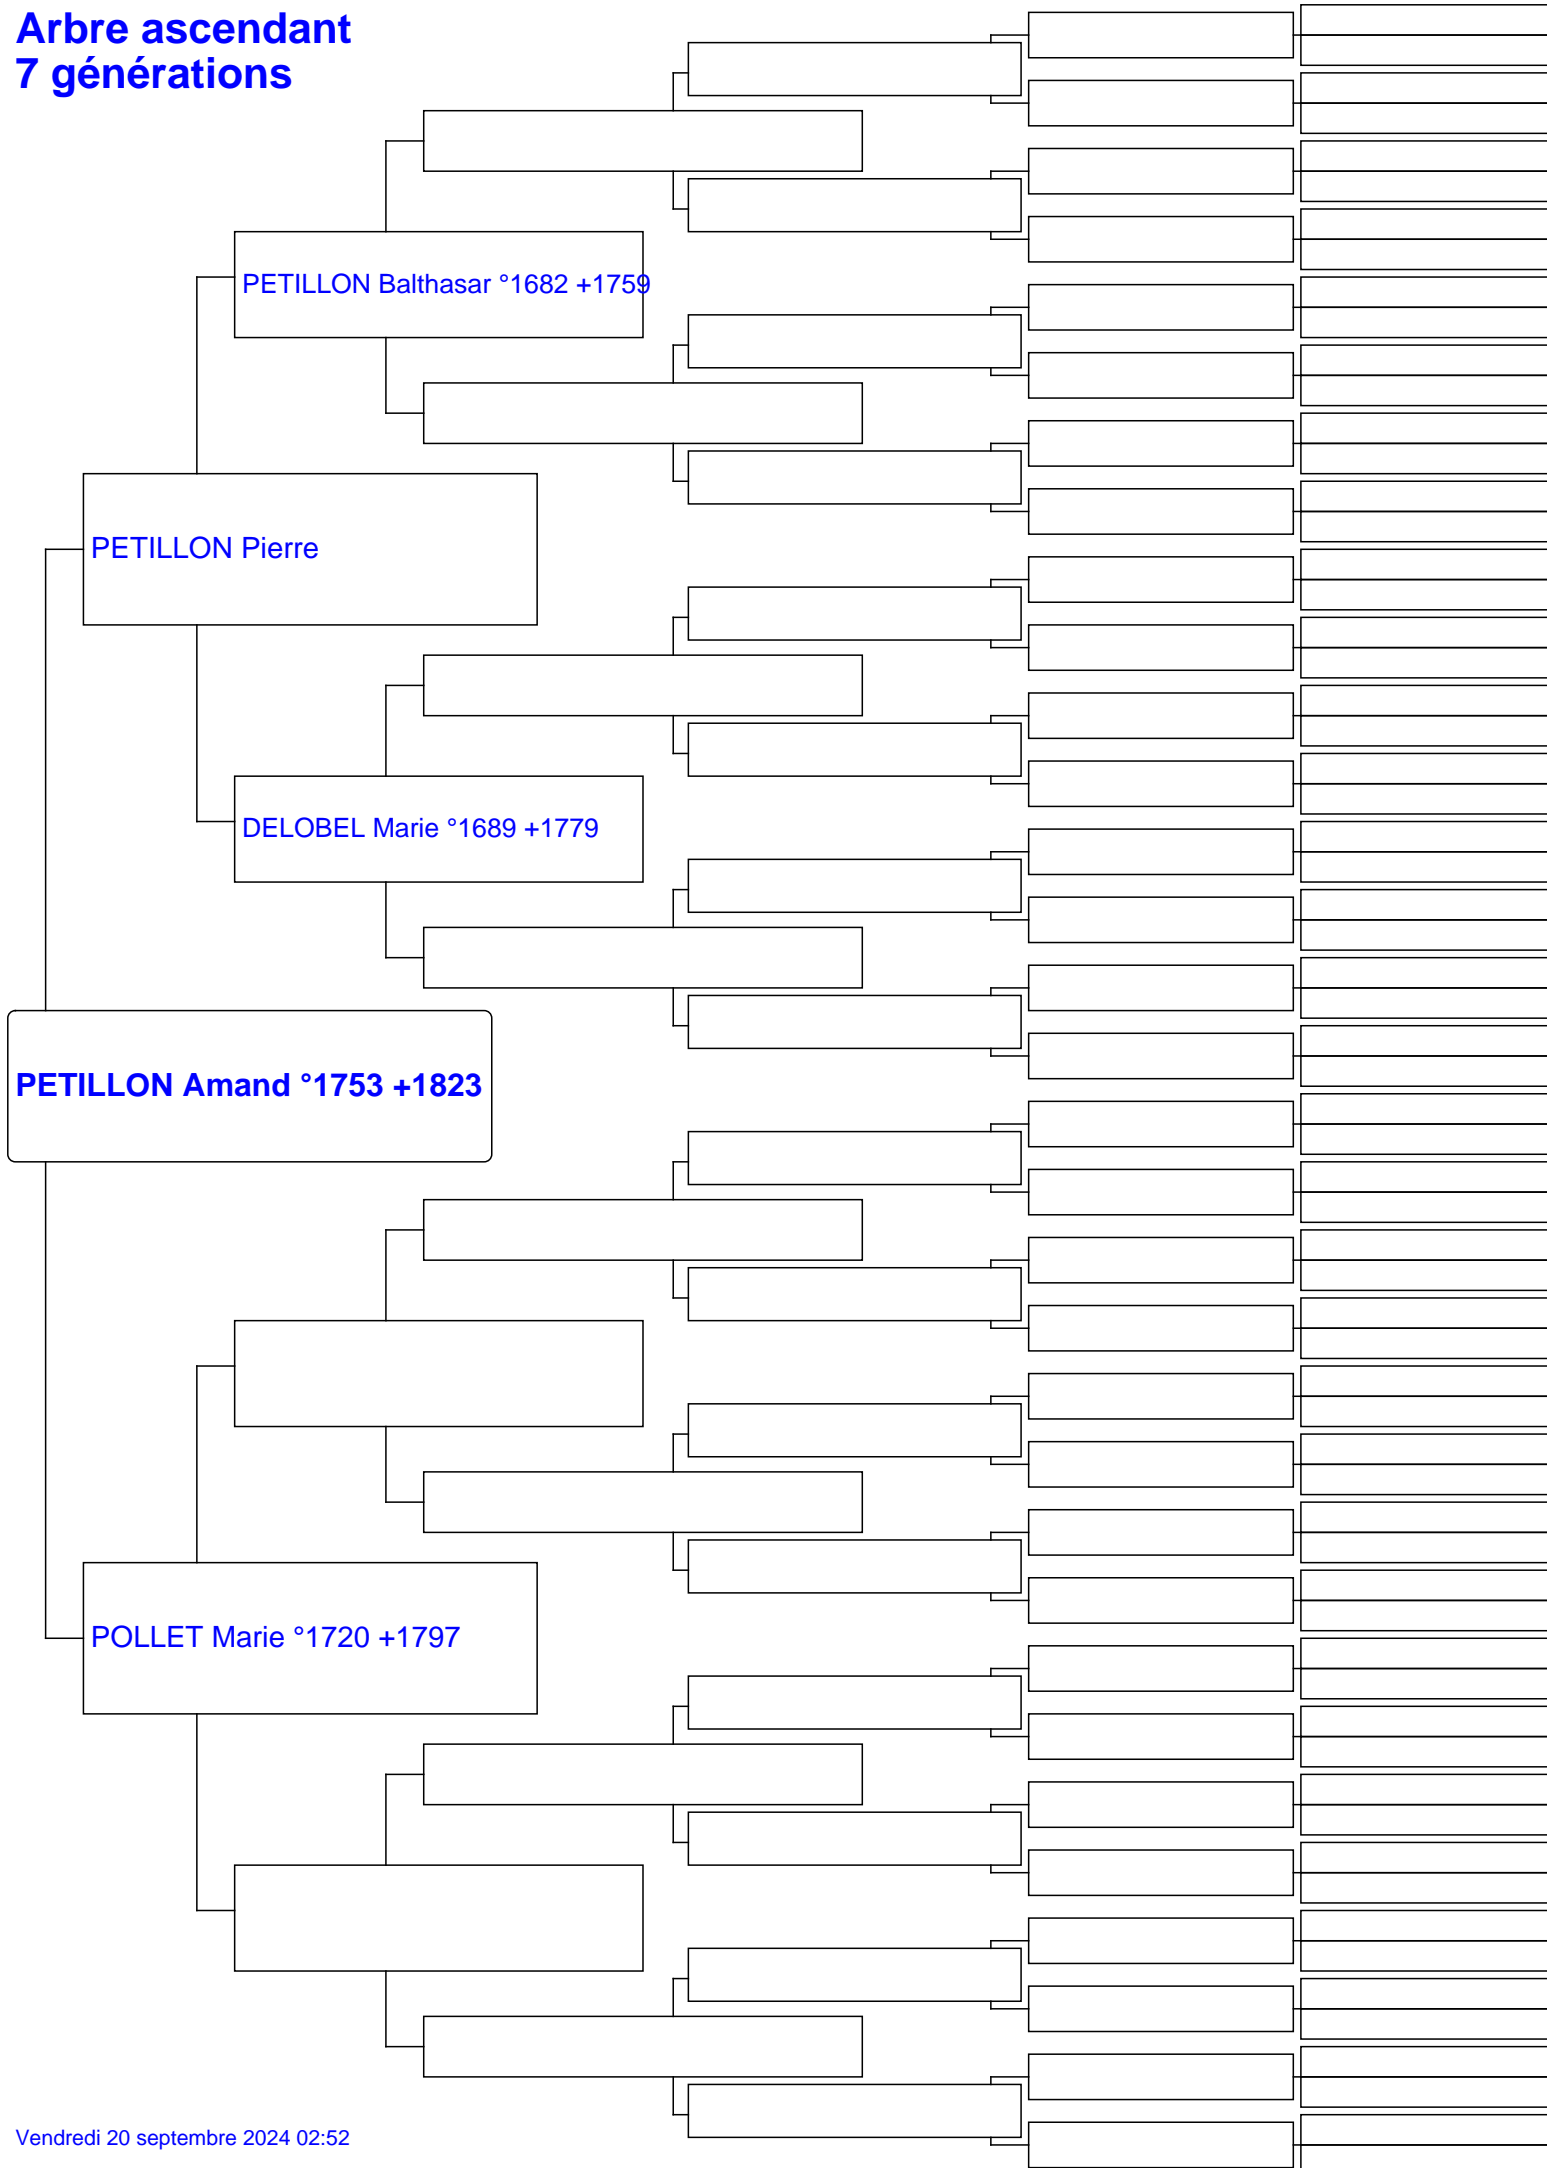 Arbre ascendant
7 générations
PETILLON Balthasar °1682 +1759
PETILLON Pierre
DELOBEL Marie °1689 +1779
PETILLON Amand °1753 +1823
POLLET Marie °1720 +1797
Vendredi 20 septembre 2024 02:52